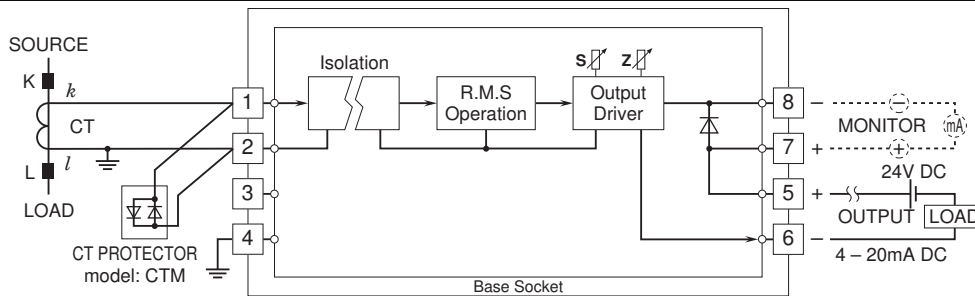 SOURCE
K
k
CT
L
l
LOAD
CT PROTECTOR
model: CTM
1
2
3
4
Isolation
R.M.S
Operation
S
Z
Output
Driver
8
7
5
6
−
MONITOR
mA
+
24V DC
+
OUTPUT
LOAD
−
4 – 20mA DC
Base Socket